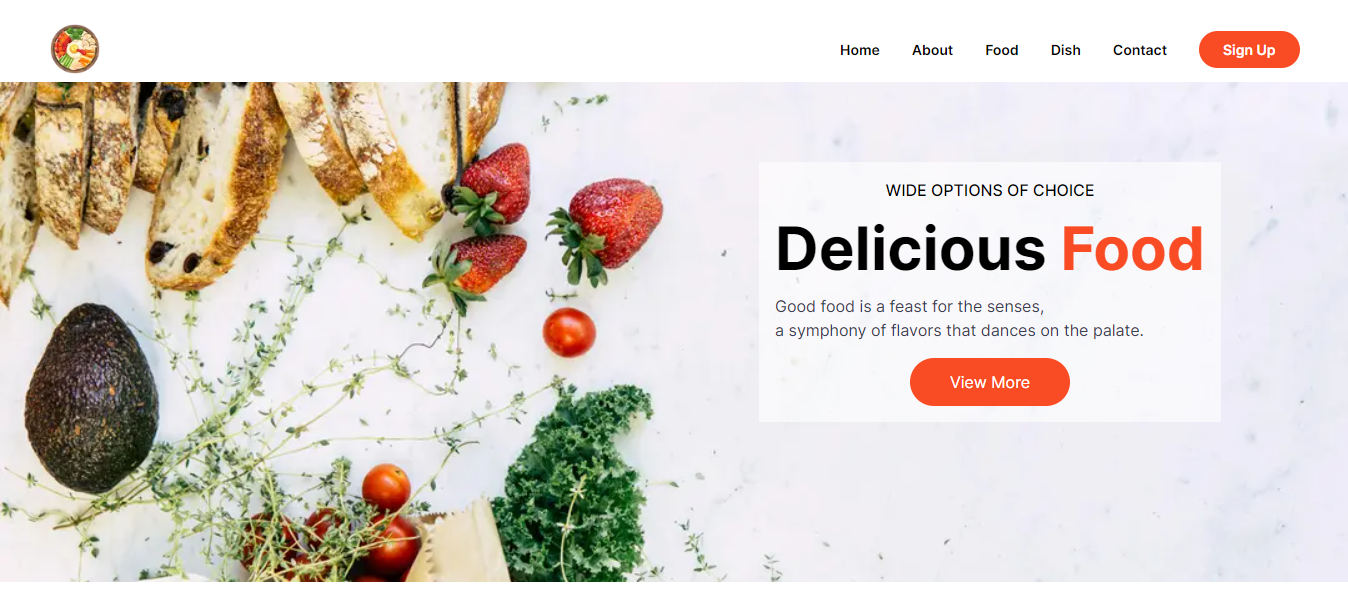 Home About Food Dish Contact Sign Up
WIDE OPTIONS OF CHOICE
Delicious Food
Good food is a feast for the senses,
a symphony of flavors that dances on the palate.
View More